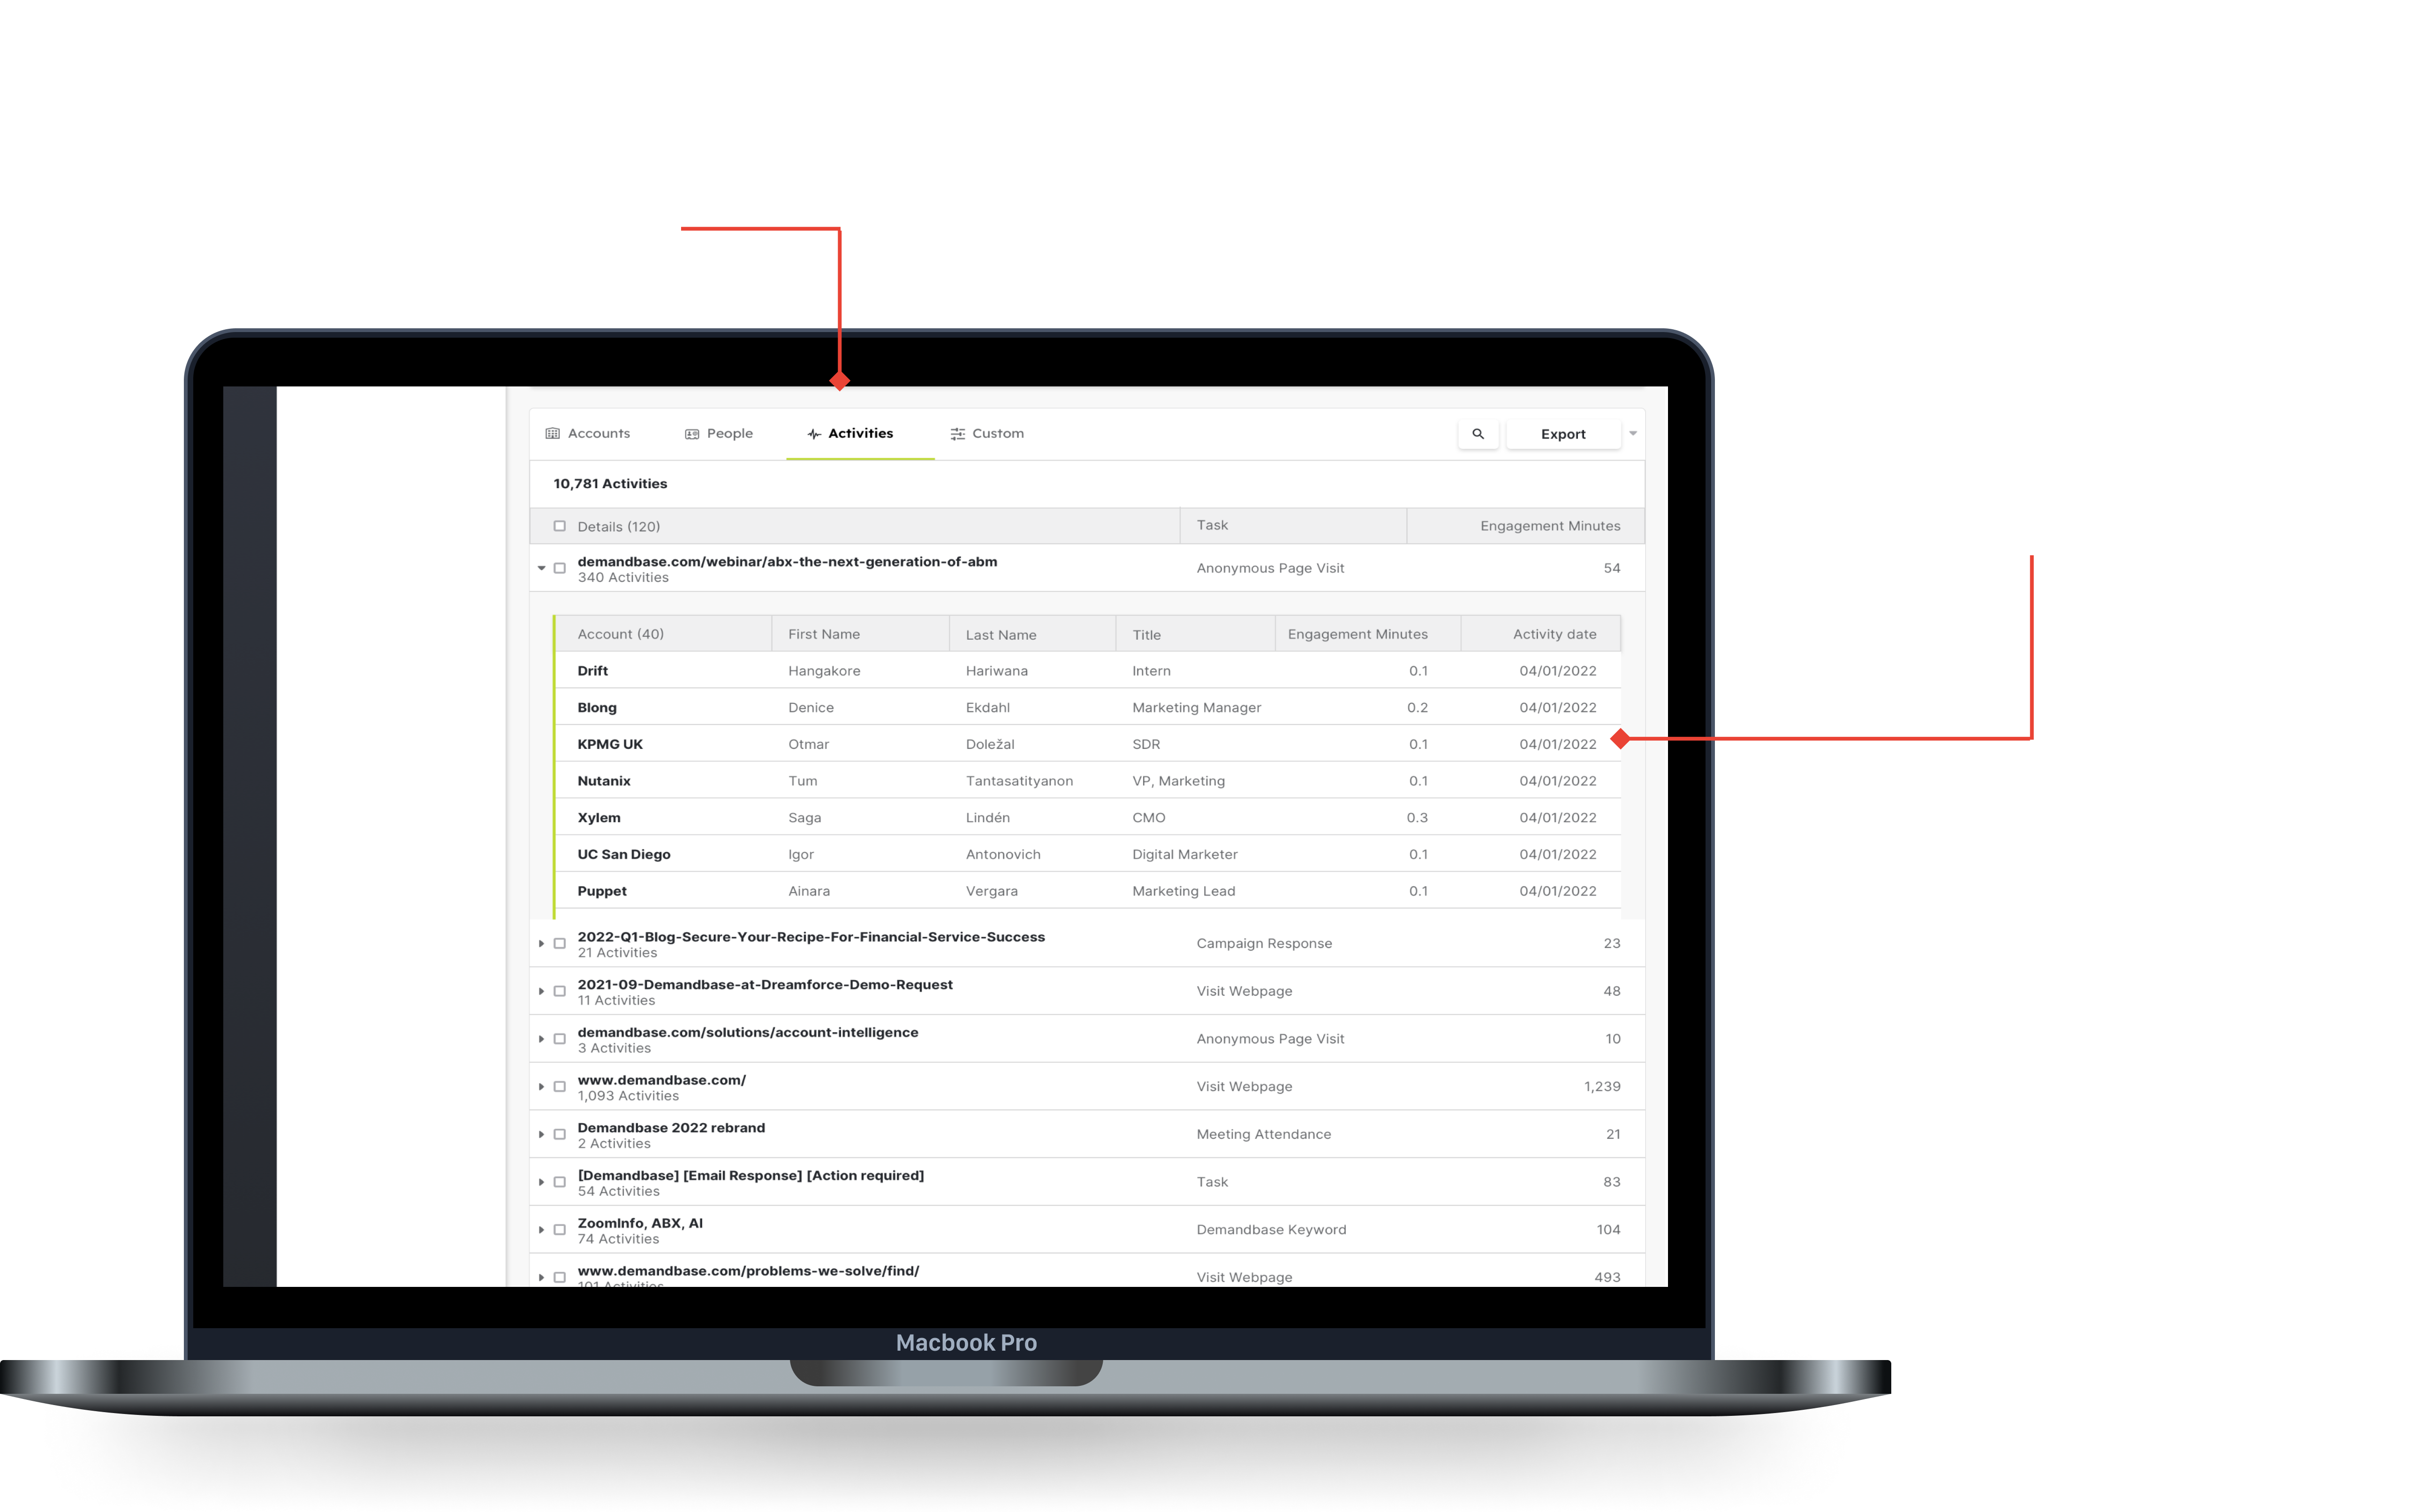 Accounts People Activities Custom Export
10,781 Activities
Details (120) Task Engagement Minutes
demandbase.com/webinar/abx-the-next-generation-of-abm Anonymous Page Visit 54
340 Activities
Account (40) First Name Last Name Title Engagement Minutes Activity date
Drift Hangakore Hariwana Intern 0.1 04/01/2022
Blong Denice Ekdahl Marketing Manager 0.2 04/01/2022
KPMG UK Otmar Doležal SDR 0.1 04/01/2022
Nutanix Tum Tantasatityanon VP, Marketing 0.1 04/01/2022
Xylem Saga Lindén CMO 0.3 04/01/2022
UC San Diego Igor Antonovich Digital Marketer 0.1 04/01/2022
Puppet Ainara Vergara Marketing Lead 0.1 04/01/2022
2022-Q1-Blog-Secure-Your-Recipe-For-Financial-Service-Success Campaign Response 23
21 Activities
2021-09-Demandbase-at-Dreamforce-Demo-Request Visit Webpage 48
11 Activities
demandbase.com/solutions/account-intelligence Anonymous Page Visit 10
3 Activities
www.demandbase.com/ Visit Webpage 1,239
1,093 Activities
Demandbase 2022 rebrand Meeting Attendance 21
2 Activities
[Demandbase] [Email Response] [Action required] Task 83
54 Activities
ZoomInfo, ABX, AI Demandbase Keyword 104
74 Activities
www.demandbase.com/problems-we-solve/find/ Visit Webpage 493
101 Activities
Macbook Pro